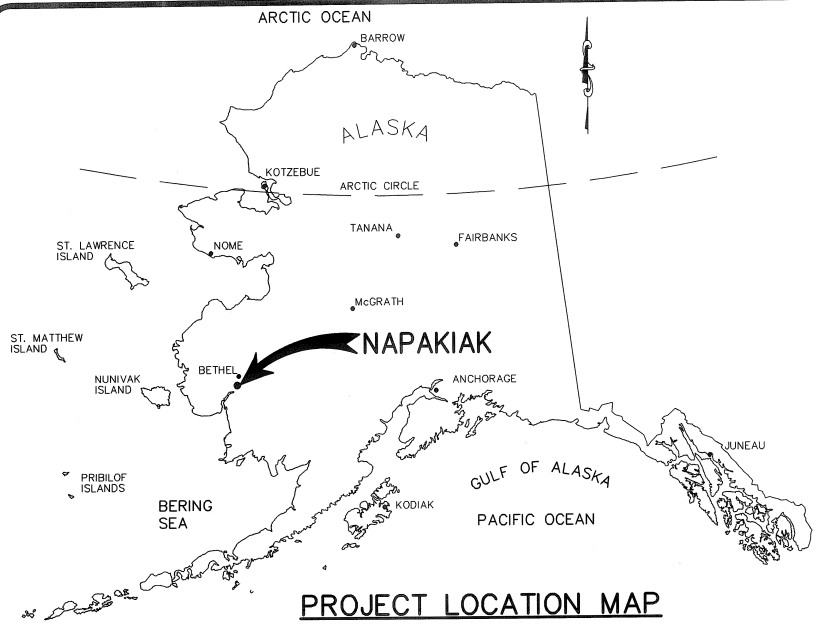 ARCTIC OCEAN
BARROW
ALASKA
KOTZEBUE
ARCTIC CIRCLE
TANANA
FAIRBANKS
ST. LAWRENCE
ISLAND
NOME
McGRATH
ST. MATTHEW
ISLAND
NAPAKIAK
BETHEL
NUNIVAK
ISLAND
ANCHORAGE
JUNEAU
GULF OF ALASKA
PRIBILOF
ISLANDS
BERING
SEA
KODIAK
PACIFIC OCEAN
PROJECT LOCATION MAP